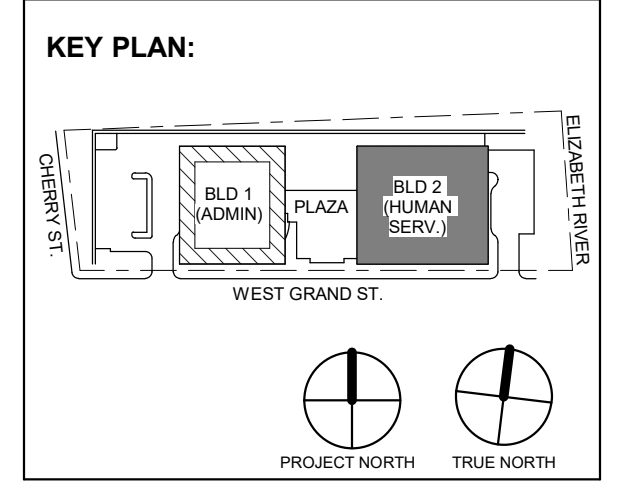 KEY PLAN:
CHERRY ST.
BLD 1
(ADMIN)
PLAZA
BLD 2
(HUMAN
SERV.)
ELIZABETH RIVER
WEST GRAND ST.
PROJECT NORTH
TRUE NORTH